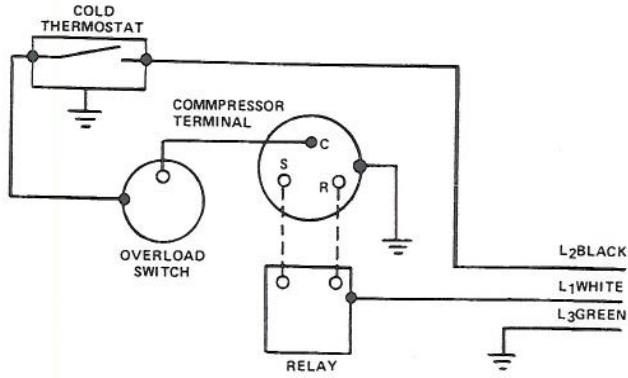 COLD
THERMOSTAT
COMMPRESSOR
TERMINAL
C
S
R
OVERLOAD
SWITCH
L2BLACK
L1WHITE
L3GREEN
RELAY